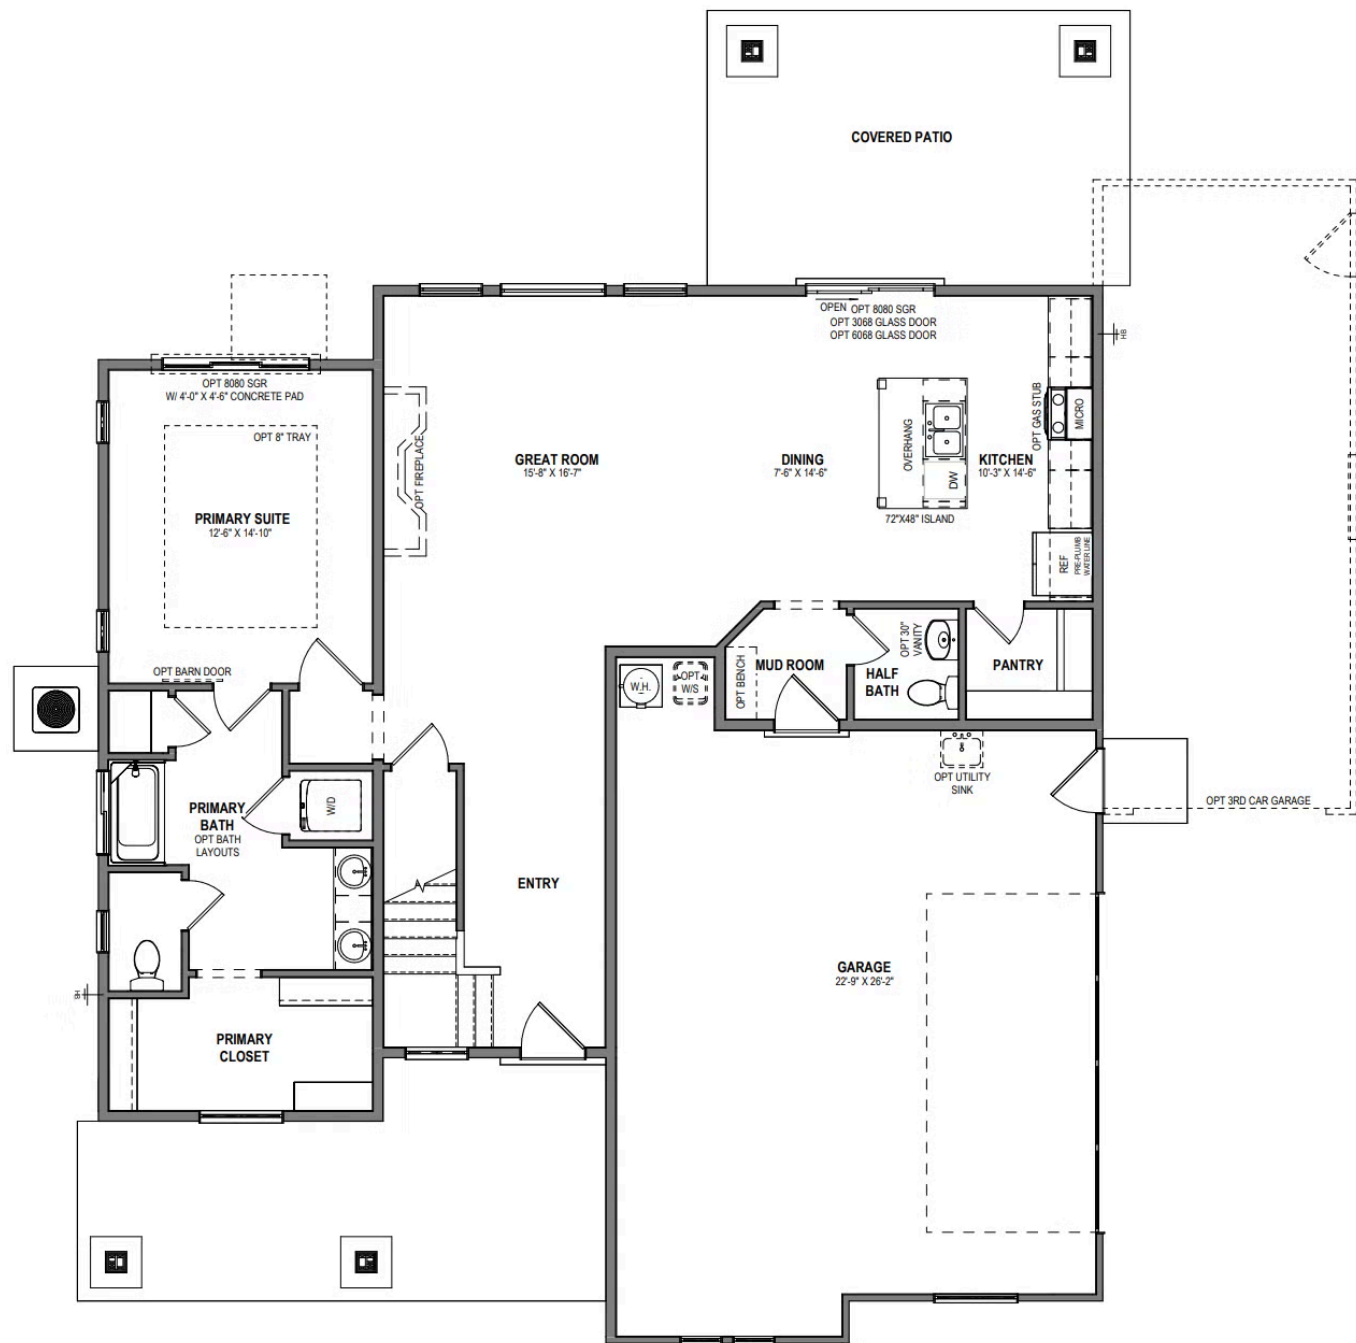 COVERED PATIO
OPEN
OPT 8080 SGR
OPT 3068 GLASS DOOR
OPT 6068 GLASS DOOR
HB
OPT 8080 SGR
W/ 4'-0" X 4'-6" CONCRETE PAD
OPT 8" TRAY
PRIMARY SUITE
12'-6" X 14'-10"
OPT FIREPLACE
GREAT ROOM
15'-8" X 16'-7"
DINING
7'-6" X 14'-6"
OVERHANG
DW
72"X48" ISLAND
KITCHEN
10'-3" X 14'-6"
OPT GAS STUB
MICRO
REF
PRE-PLUMB
WATER LINE
OPT BARN DOOR
W.H.
OPT
W/S
OPT BENCH
MUD ROOM
OPT 30"
VANITY
HALF
BATH
PANTRY
OPT UTILITY
SINK
OPT 3RD CAR GARAGE
PRIMARY
BATH
OPT BATH
LAYOUTS
W/D
ENTRY
GARAGE
22'-9" X 26'-2"
PRIMARY
CLOSET